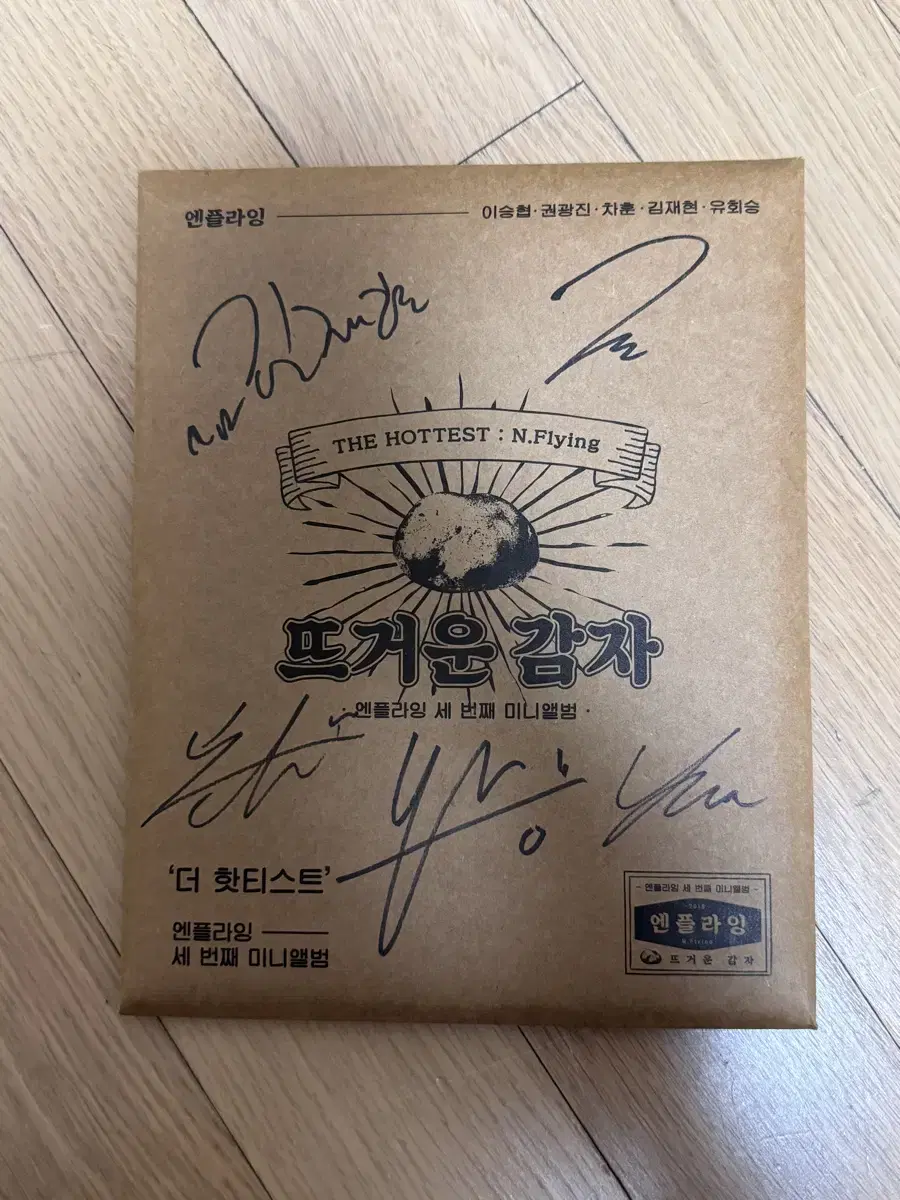 엔플라잉
이승협·권광진·차훈·김재현·유회승
THE HOTTEST : N.Flying
뜨거운 감자
· 엔플라잉 세 번째 미니앨범 ·
'더 핫티스트'
엔플라잉
세 번째 미니앨범
- 엔플라잉 세 번째 미니앨범 -
2018
엔플라잉
N.Flying
뜨거운 감자